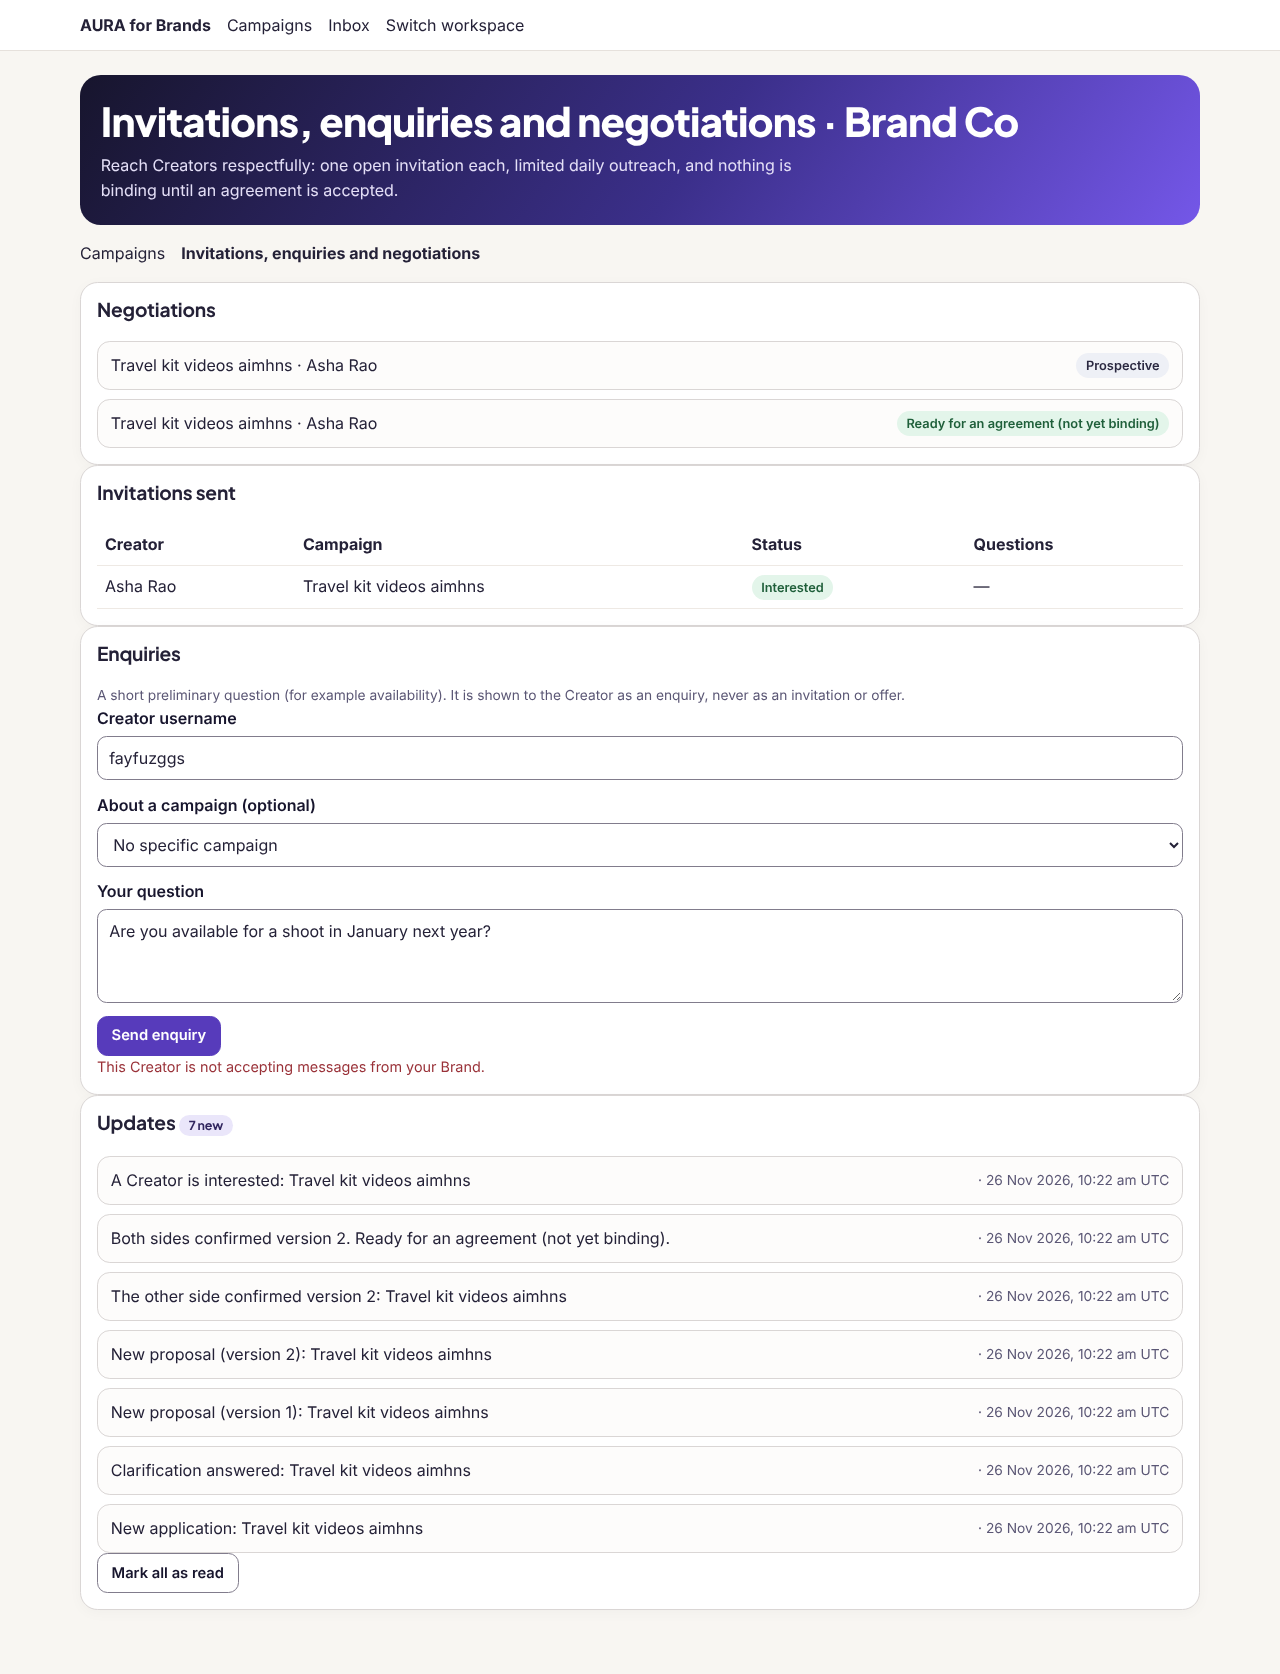 AURA for Brands Campaigns Inbox Switch workspace
Invitations, enquiries and negotiations · Brand Co
Reach Creators respectfully: one open invitation each, limited daily outreach, and nothing is
binding until an agreement is accepted.
Campaigns Invitations, enquiries and negotiations
Negotiations
Travel kit videos aimhns · Asha Rao Prospective
Travel kit videos aimhns · Asha Rao Ready for an agreement (not yet binding)
Invitations sent
Creator Campaign Status Questions
Asha Rao Travel kit videos aimhns Interested —
Enquiries
A short preliminary question (for example availability). It is shown to the Creator as an enquiry, never as an invitation or offer.
Creator username
fayfuzggs
About a campaign (optional)
No specific campaign
Your question
Are you available for a shoot in January next year?
Send enquiry
This Creator is not accepting messages from your Brand.
Updates 7 new
A Creator is interested: Travel kit videos aimhns · 26 Nov 2026, 10:22 am UTC
Both sides confirmed version 2. Ready for an agreement (not yet binding). · 26 Nov 2026, 10:22 am UTC
The other side confirmed version 2: Travel kit videos aimhns · 26 Nov 2026, 10:22 am UTC
New proposal (version 2): Travel kit videos aimhns · 26 Nov 2026, 10:22 am UTC
New proposal (version 1): Travel kit videos aimhns · 26 Nov 2026, 10:22 am UTC
Clarification answered: Travel kit videos aimhns · 26 Nov 2026, 10:22 am UTC
New application: Travel kit videos aimhns · 26 Nov 2026, 10:22 am UTC
Mark all as read